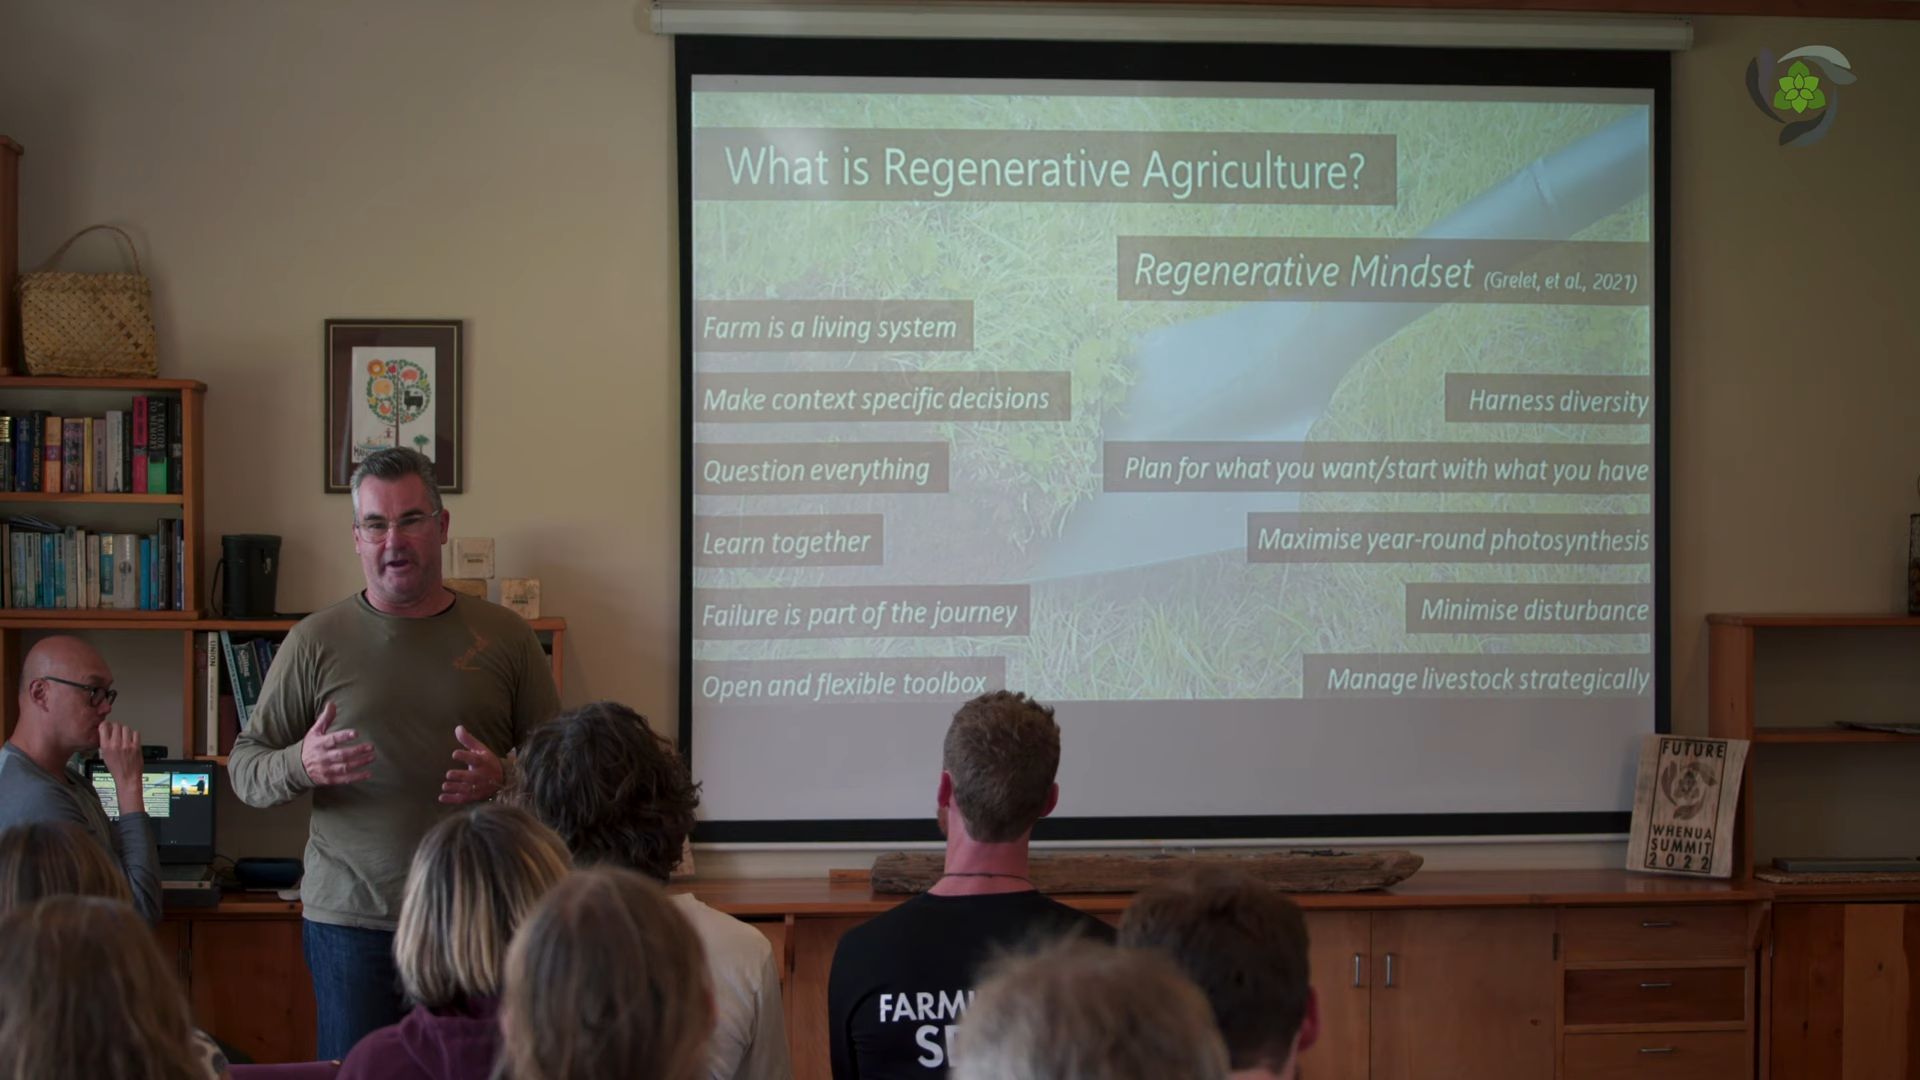 What is Regenerative Agriculture?
Regenerative Mindset (Grelet, et al., 2021)
Farm is a living system
Make context specific decisions
Question everything
Learn together
Failure is part of the journey
Open and flexible toolbox
Harness diversity
Plan for what you want/start with what you have
Maximise year-round photosynthesis
Minimise disturbance
Manage livestock strategically
FUTURE
WHENUA
SUMMIT
2022
A TRAITOR
TO MEMORY